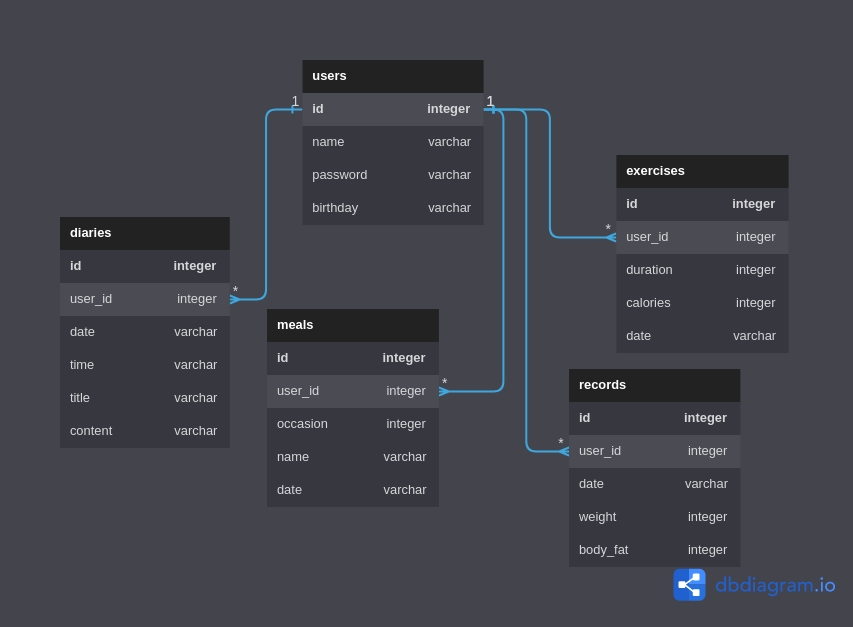 users
1 id integer 1
name varchar
password varchar
birthday varchar
diaries
id integer
user_id integer *
date varchar
time varchar
title varchar
content varchar
meals
id integer
user_id integer *
occasion integer
name varchar
date varchar
exercises
id integer
* user_id integer
duration integer
calories integer
date varchar
records
id integer
* user_id integer
date varchar
weight integer
body_fat integer
dbdiagram.io